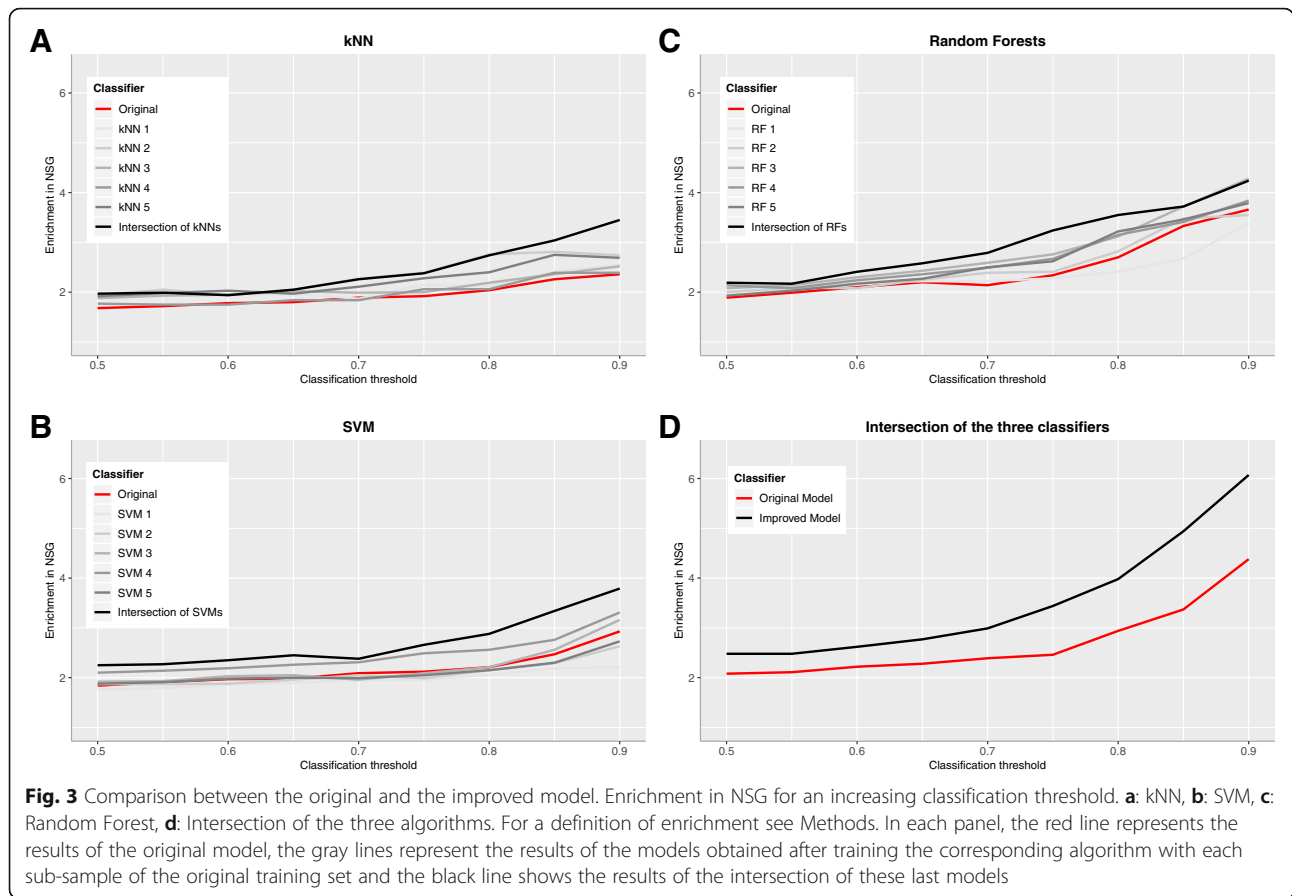 A
kNN
Enrichment in NSG
6
4
2
Classifier
Original
kNN 1
kNN 2
kNN 3
kNN 4
kNN 5
Intersection of kNNs
0.5
0.6
0.7
0.8
0.9
Classification threshold
C
Random Forests
Enrichment in NSG
6
4
2
Classifier
Original
RF 1
RF 2
RF 3
RF 4
RF 5
Intersection of RFs
0.5
0.6
0.7
0.8
0.9
Classification threshold
B
SVM
Enrichment in NSG
6
4
2
Classifier
Original
SVM 1
SVM 2
SVM 3
SVM 4
SVM 5
Intersection of SVMs
0.5
0.6
0.7
0.8
0.9
Classification threshold
D
Intersection of the three classifiers
Enrichment in NSG
6
4
2
Classifier
Original Model
Improved Model
0.5
0.6
0.7
0.8
0.9
Classification threshold
Fig. 3 Comparison between the original and the improved model. Enrichment in NSG for an increasing classification threshold. a: kNN, b: SVM, c:
Random Forest, d: Intersection of the three algorithms. For a definition of enrichment see Methods. In each panel, the red line represents the
results of the original model, the gray lines represent the results of the models obtained after training the corresponding algorithm with each
sub-sample of the original training set and the black line shows the results of the intersection of these last models